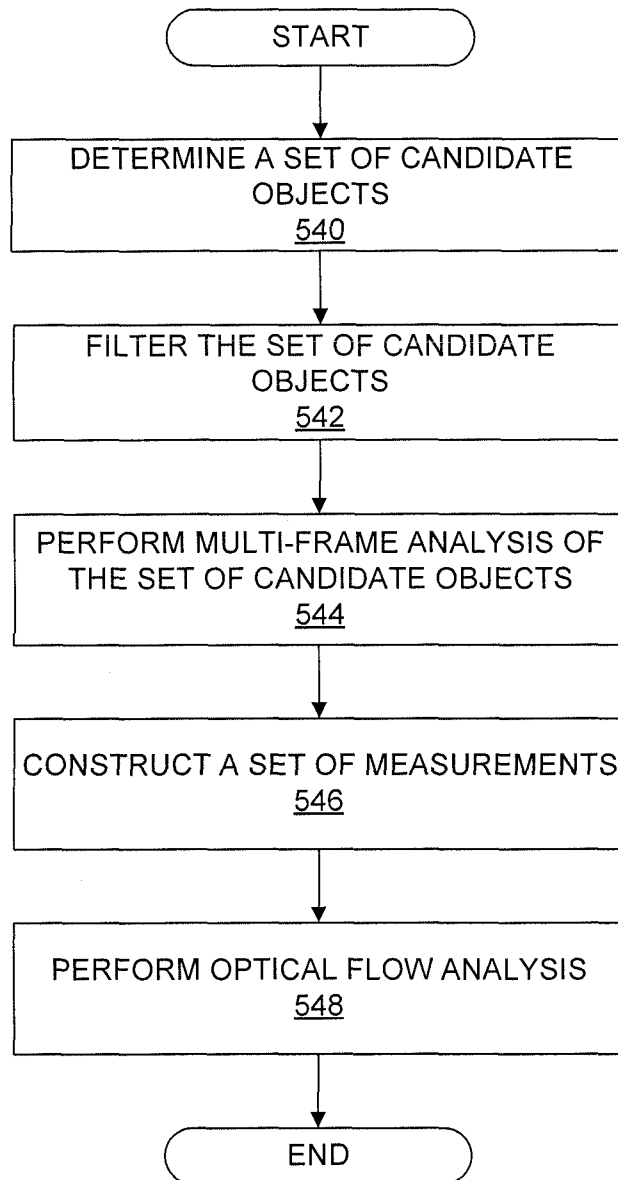 START
DETERMINE A SET OF CANDIDATE
OBJECTS
540
FILTER THE SET OF CANDIDATE
OBJECTS
542
PERFORM MULTI-FRAME ANALYSIS OF
THE SET OF CANDIDATE OBJECTS
544
CONSTRUCT A SET OF MEASUREMENTS
546
PERFORM OPTICAL FLOW ANALYSIS
548
END